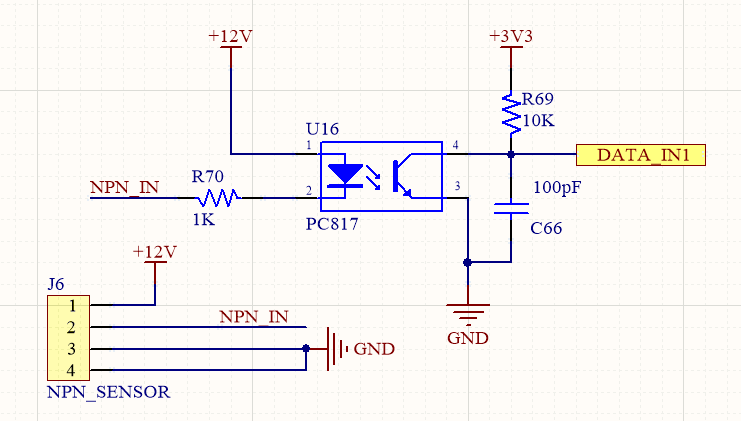 +12V
+3V3
R69
10K
U16
1
4
DATA_IN1
R70
NPN_IN
2
3
100pF
1K
PC817
C66
+12V
J6
1
NPN_IN
2
GND
3
GND
4
NPN_SENSOR